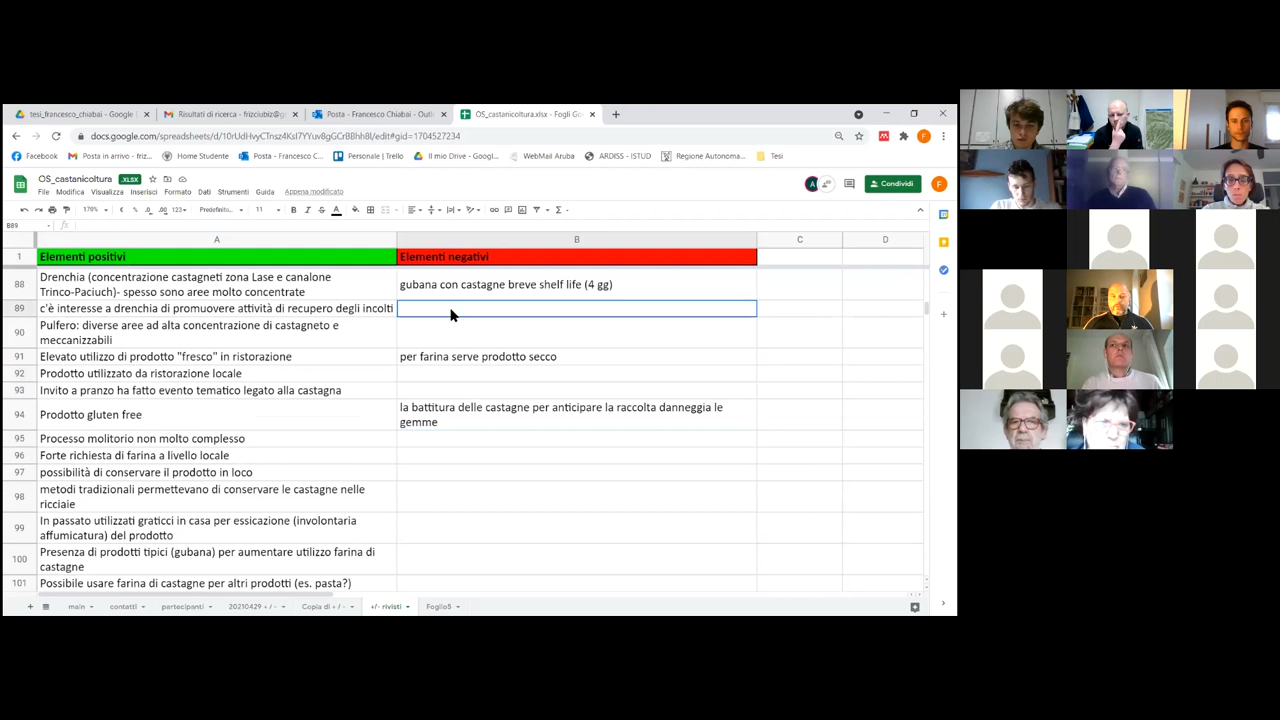 tesi_francesco_chiabai - Google
Risultati di ricerca - frizciubiz@g
Posta - Francesco Chiabai - Outl
OS_castanicoltura.xlsx - Fogli Go
Facebook
Posta in arrivo - friz...
Home Studente
Posta - Francesco C...
Personale | Trello
Il mio Drive - Googl...
WebMail Aruba
ARDISS - ISTUD
Regione Autonoma...
Tesi
OS_castanicoltura .XLSX
File Modifica Visualizza Inserisci Formato Dati Strumenti Guida Appena modificato
Condividi
170% € % .0 .00 123 Predefinito... 11 B I S A
B89 fx
A B C D
1 Elementi positivi Elementi negativi
88 Drenchia (concentrazione castagneti zona Lase e canalone
Trinco-Paciuch)- spesso sono aree molto concentrate
gubana con castagne breve shelf life (4 gg)
89 c'è interesse a drenchia di promuovere attività di recupero degli incolti
90 Pulfero: diverse aree ad alta concentrazione di castagneto e
meccanizzabili
91 Elevato utilizzo di prodotto "fresco" in ristorazione per farina serve prodotto secco
92 Prodotto utilizzato da ristorazione locale
93 Invito a pranzo ha fatto evento tematico legato alla castagna
94 Prodotto gluten free
la battitura delle castagne per anticipare la raccolta danneggia le
gemme
95 Processo molitorio non molto complesso
96 Forte richiesta di farina a livello locale
97 possibilità di conservare il prodotto in loco
98 metodi tradizionali permettevano di conservare le castagne nelle
ricciaie
99 In passato utilizzati graticci in casa per essicazione (involontaria
affumicatura) del prodotto
100 Presenza di prodotti tipici (gubana) per aumentare utilizzo farina di
castagne
101 Possibile usare farina di castagne per altri prodotti (es. pasta?)
main contatti partecipanti 20210429 + / - Copia di + / - +/- rivisti Foglio5